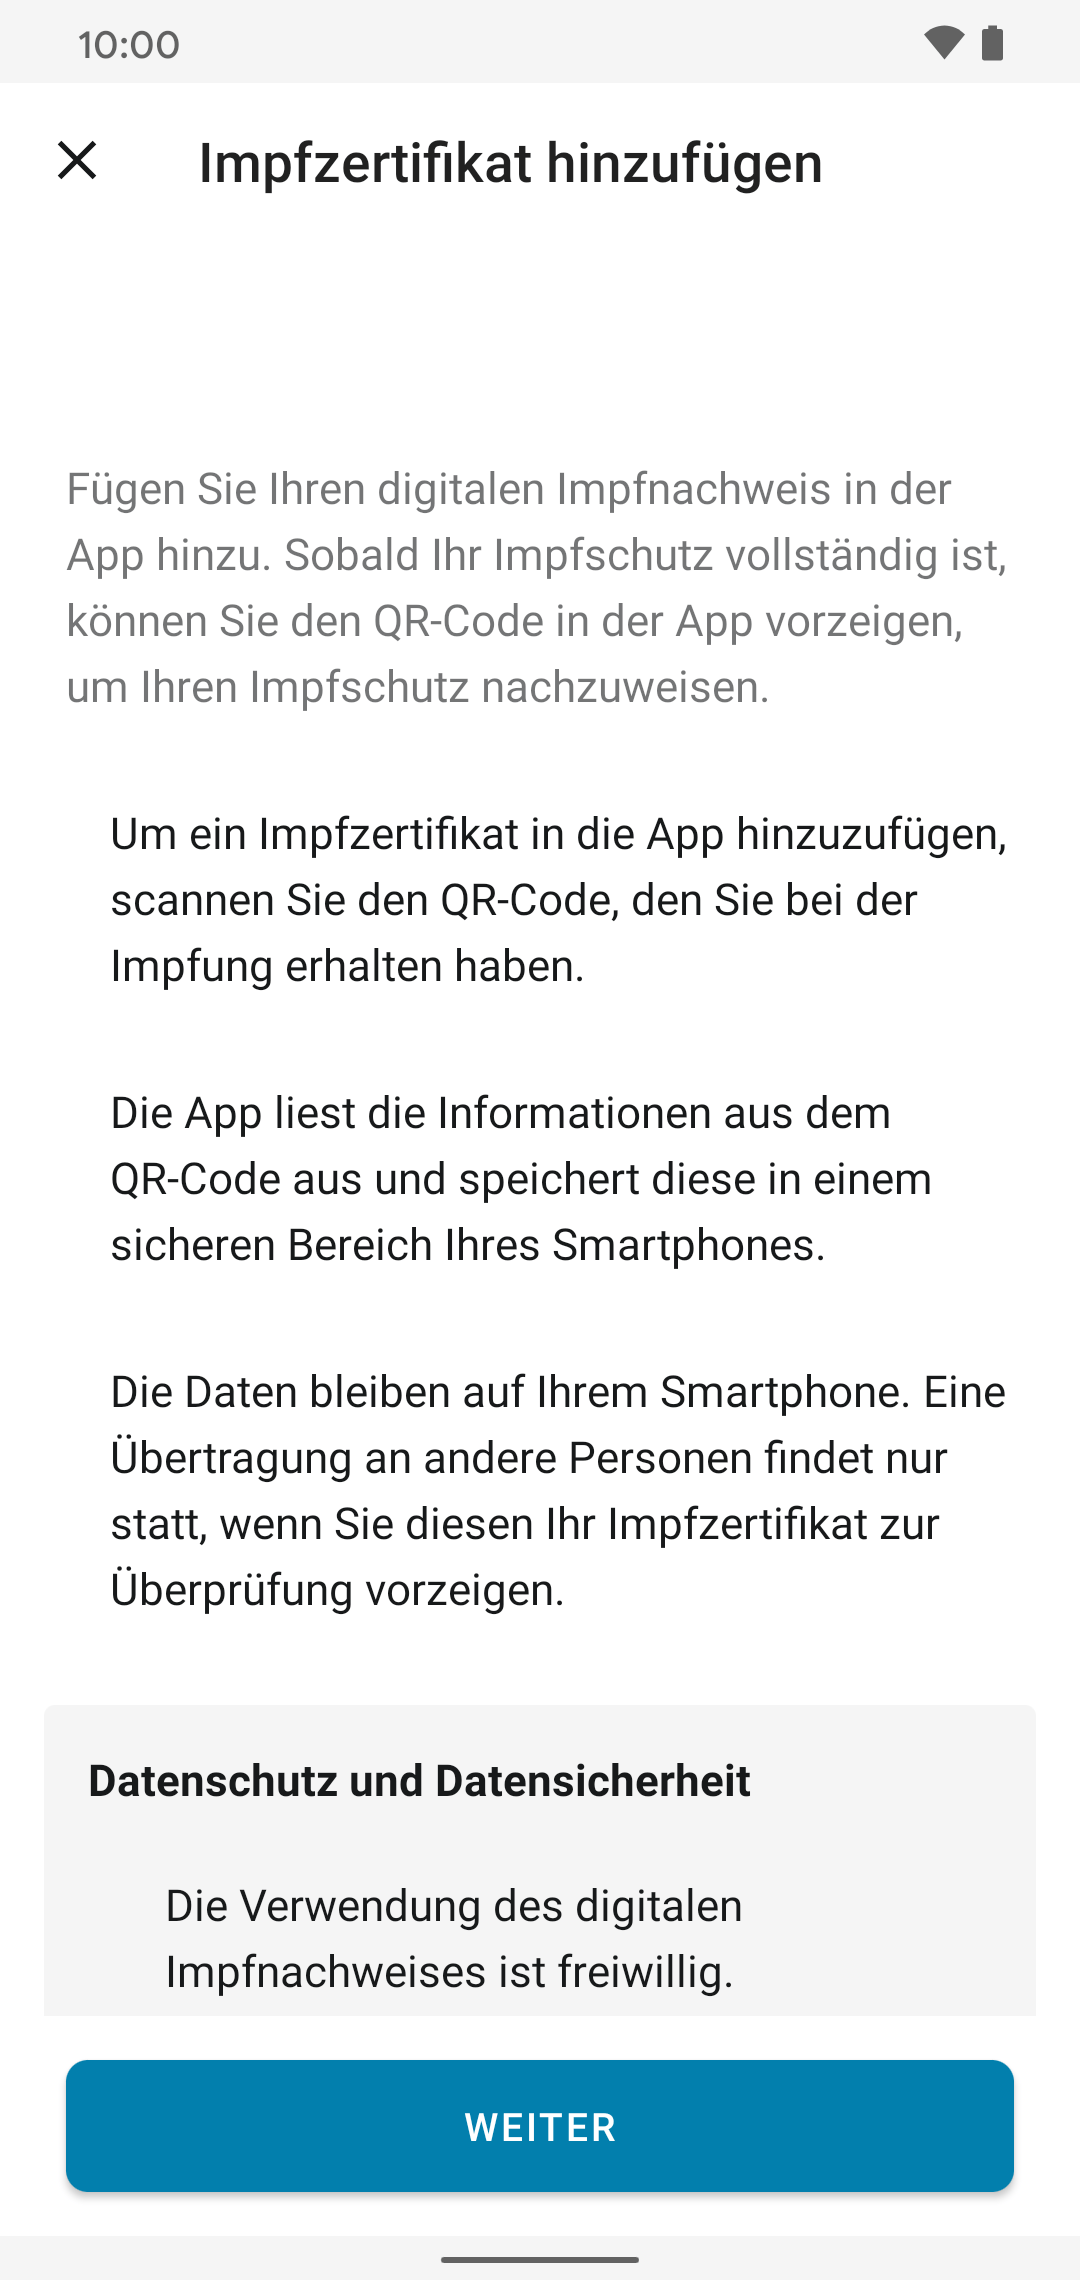 10:00
Impfzertifikat hinzufügen
Fügen Sie Ihren digitalen Impfnachweis in der
App hinzu. Sobald Ihr Impfschutz vollständig ist,
können Sie den QR-Code in der App vorzeigen,
um Ihren Impfschutz nachzuweisen.
Um ein Impfzertifikat in die App hinzuzufügen,
scannen Sie den QR-Code, den Sie bei der
Impfung erhalten haben.
Die App liest die Informationen aus dem
QR-Code aus und speichert diese in einem
sicheren Bereich Ihres Smartphones.
Die Daten bleiben auf Ihrem Smartphone. Eine
Übertragung an andere Personen findet nur
statt, wenn Sie diesen Ihr Impfzertifikat zur
Überprüfung vorzeigen.
Datenschutz und Datensicherheit
Die Verwendung des digitalen
Impfnachweises ist freiwillig.
WEITER